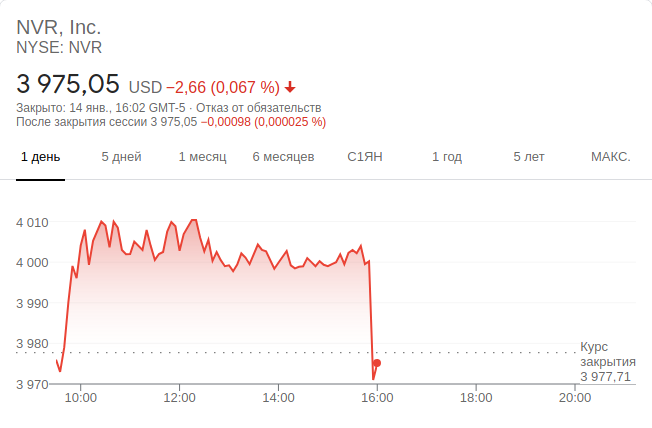 NVR, Inc.
NYSE: NVR
3 975,05 USD −2,66 (0,067 %)
Закрыто: 14 янв., 16:02 GMT-5 · Отказ от обязательств
После закрытия сессии 3 975,05 −0,00098 (0,000025 %)
1 день 5 дней 1 месяц 6 месяцев С1ЯН 1 год 5 лет МАКС.
4 010
4 000
3 990
3 980
Курс
закрытия
3 977,71
3 970
10:00 12:00 14:00 16:00 18:00 20:00